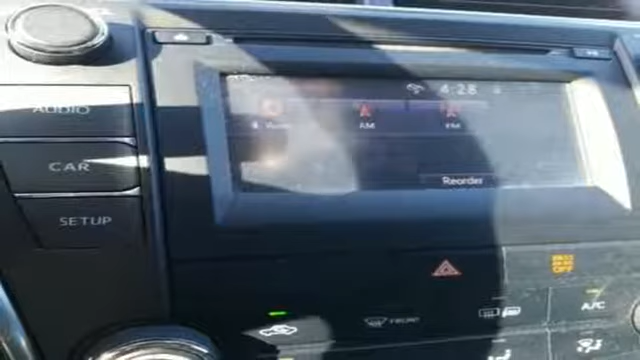 4:28
AUDIO
AM
FM
CAR
Reorder
SETUP
OFF
A/C
FRONT